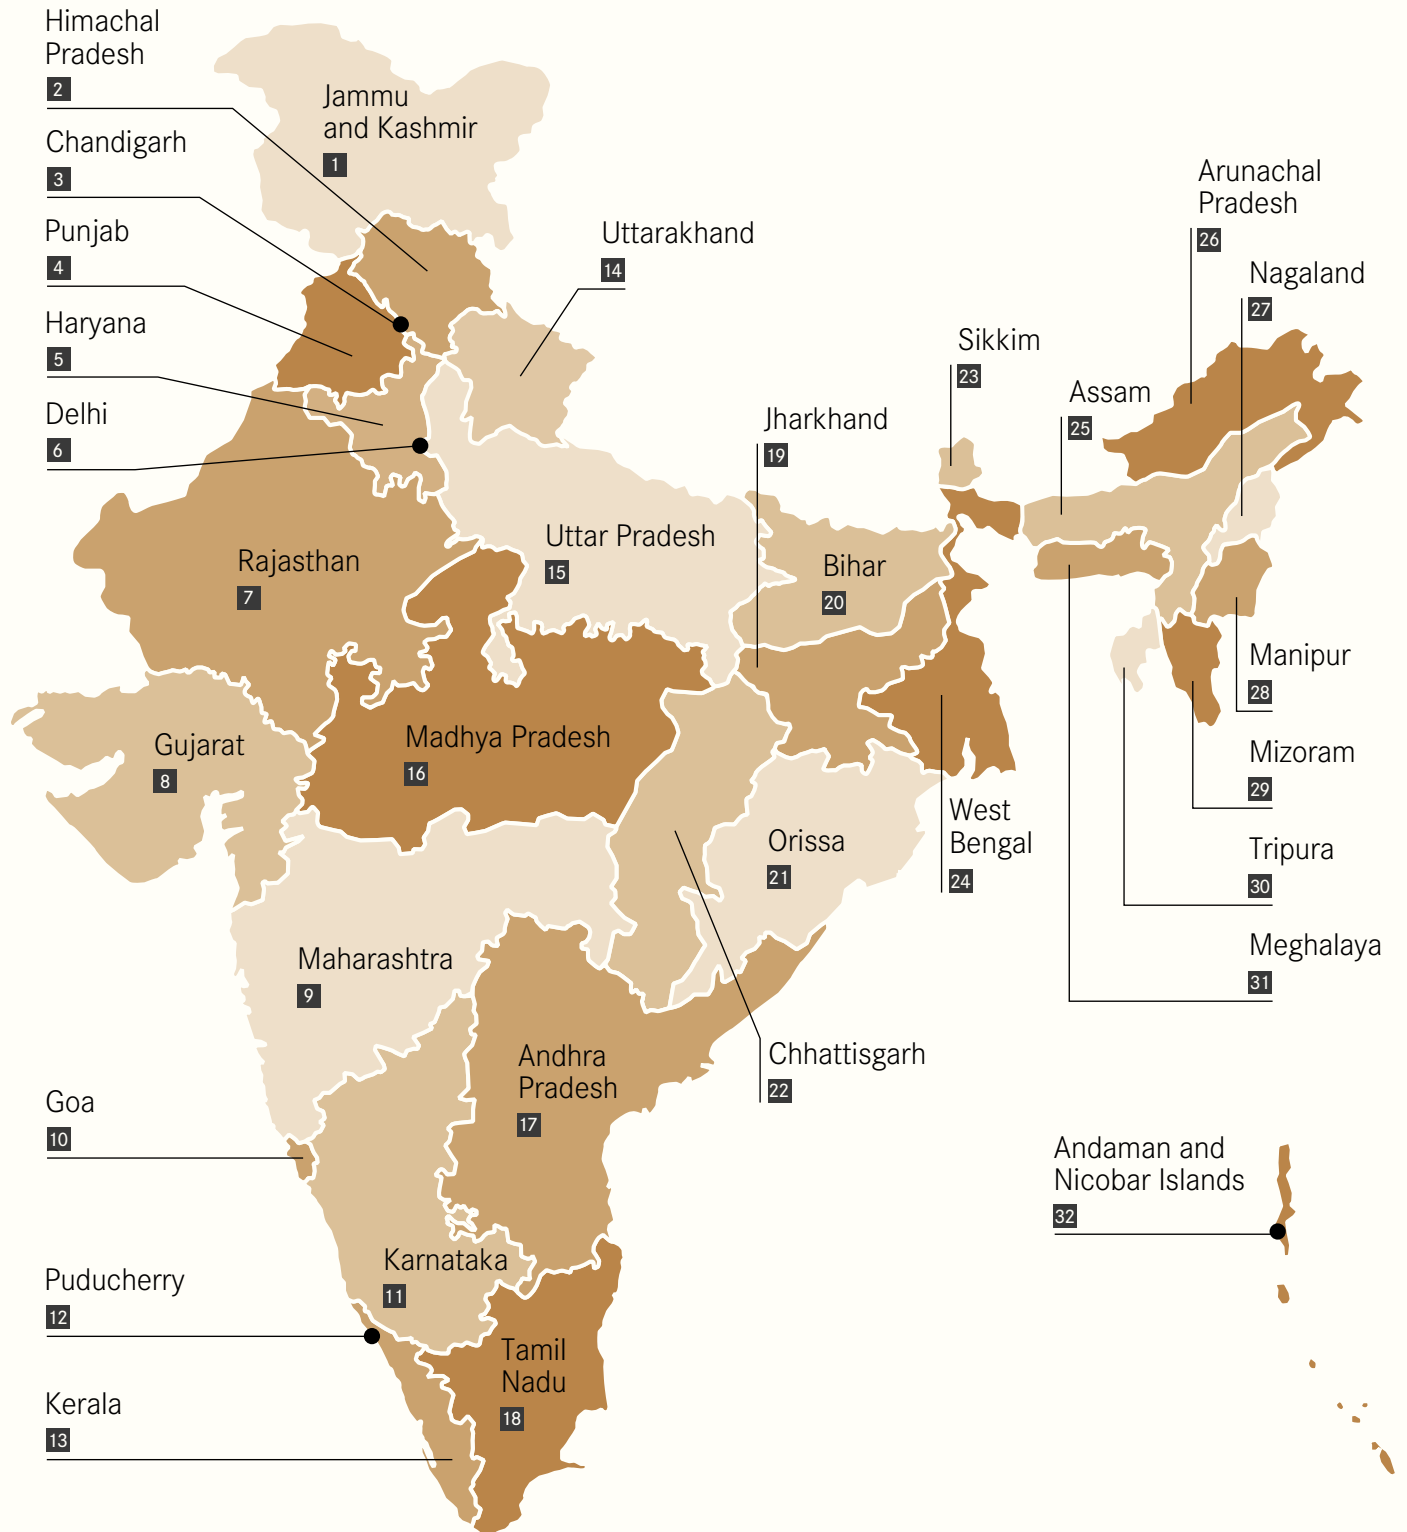 Himachal
Pradesh
2
Jammu
and Kashmir
1
Chandigarh
3
Punjab
4
Haryana
5
Delhi
6
Uttarakhand
14
Arunachal
Pradesh
26
Nagaland
27
Sikkim
23
Assam
25
Jharkhand
19
Rajasthan
7
Uttar Pradesh
15
Bihar
20
Gujarat
8
Madhya Pradesh
16
Manipur
28
Mizoram
29
West
Bengal
24
Orissa
21
Tripura
30
Meghalaya
31
Maharashtra
9
Andhra
Pradesh
17
Chhattisgarh
22
Goa
10
Andaman and
Nicobar Islands
32
Karnataka
11
Puducherry
12
Tamil
Nadu
18
Kerala
13